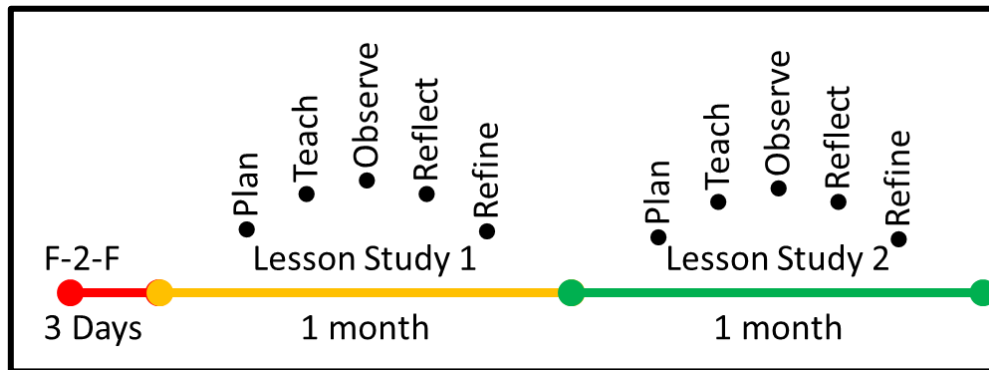 Plan
Teach
Observe
Reflect
Refine
Plan
Teach
Observe
Reflect
Refine
F-2-F
Lesson Study 1
Lesson Study 2
3 Days
1 month
1 month